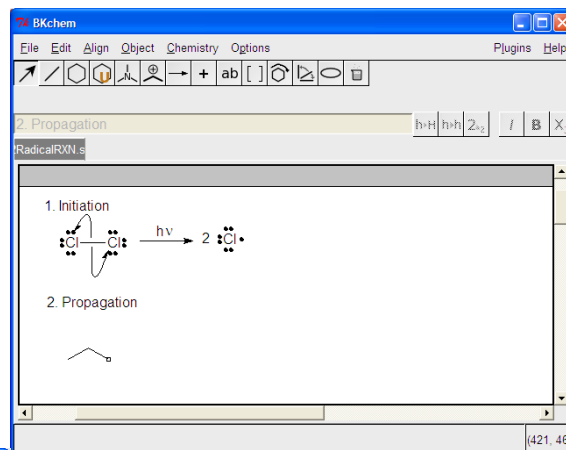 BKchem
File Edit Align Object Chemistry Options Plugins Help
N + ab [ ]
2. Propagation I B X
RadicalRXN.s
1. Initiation
Cl Cl hν 2 Cl
2. Propagation
(421, 46